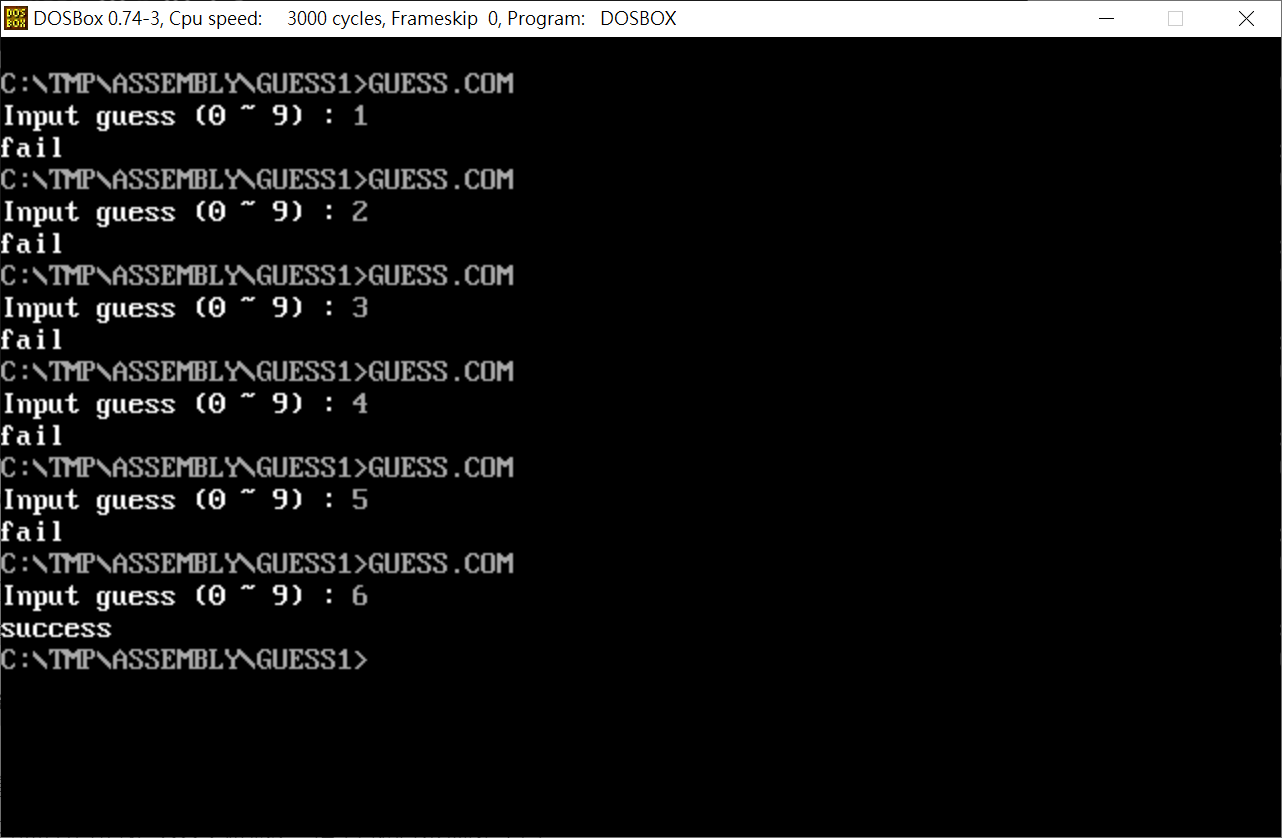 DOSBox 0.74-3, Cpu speed:     3000 cycles, Frameskip  0, Program:   DOSBOX
C:\TMP\ASSEMBLY\GUESS1>GUESS.COM
Input guess (0 ~ 9) : 1
fail
C:\TMP\ASSEMBLY\GUESS1>GUESS.COM
Input guess (0 ~ 9) : 2
fail
C:\TMP\ASSEMBLY\GUESS1>GUESS.COM
Input guess (0 ~ 9) : 3
fail
C:\TMP\ASSEMBLY\GUESS1>GUESS.COM
Input guess (0 ~ 9) : 4
fail
C:\TMP\ASSEMBLY\GUESS1>GUESS.COM
Input guess (0 ~ 9) : 5
fail
C:\TMP\ASSEMBLY\GUESS1>GUESS.COM
Input guess (0 ~ 9) : 6
success
C:\TMP\ASSEMBLY\GUESS1>